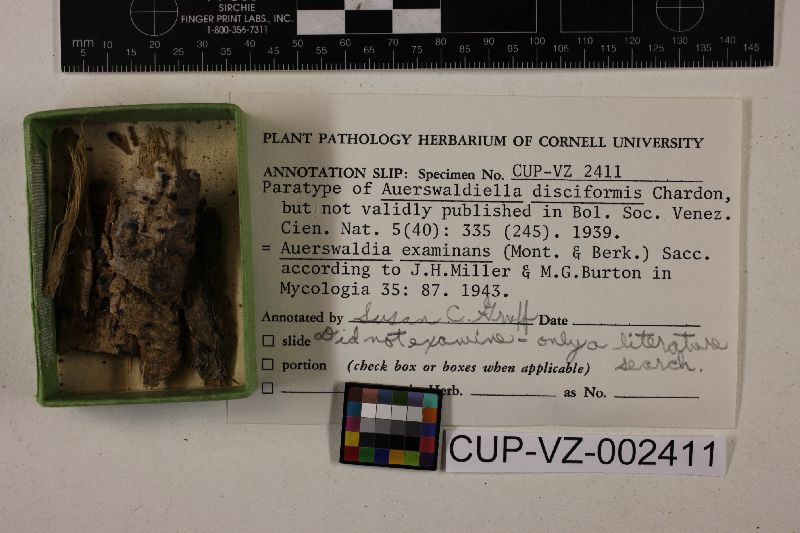 SIRCHIE
FINGER PRINT LABS., INC.
1-800-356-7311
mm 5 10 15 20 25 30 35 40 45 50 55 60 65 70 75 80 85 90 95 100 105 110 115 120 125 130 135 140 145
PLANT PATHOLOGY HERBARIUM OF CORNELL UNIVERSITY
ANNOTATION SLIP: Specimen No. CUP-VZ 2411
Paratype of Auerswaldiella disciformis Chardon,
but not validly published in Bol. Soc. Venez.
Cien. Nat. 5(40): 335 (245). 1939.
= Auerswaldia examinans (Mont. & Berk.) Sacc.
according to J.H.Miller & M.G.Burton in
Mycologia 35: 87. 1943.
Annotated by Susan C. Gruff Date
☐ slide Did not examine - only a literature
☐ portion (check box or boxes when applicable) search.
☐ in Herb. as No.
CUP-VZ-002411